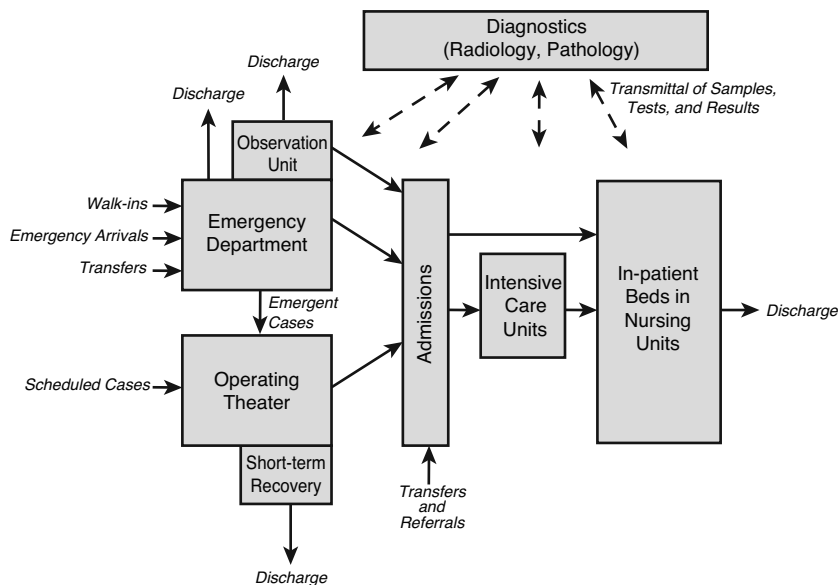 Diagnostics
(Radiology, Pathology)
Discharge
Discharge
Transmittal of Samples,
Tests, and Results
Observation
Unit
Walk-ins
Emergency Arrivals
Transfers
Emergency
Department
Emergent
Cases
Admissions
Intensive
Care
Units
In-patient
Beds in
Nursing
Units
Discharge
Scheduled Cases
Operating
Theater
Short-term
Recovery
Transfers
and
Referrals
Discharge